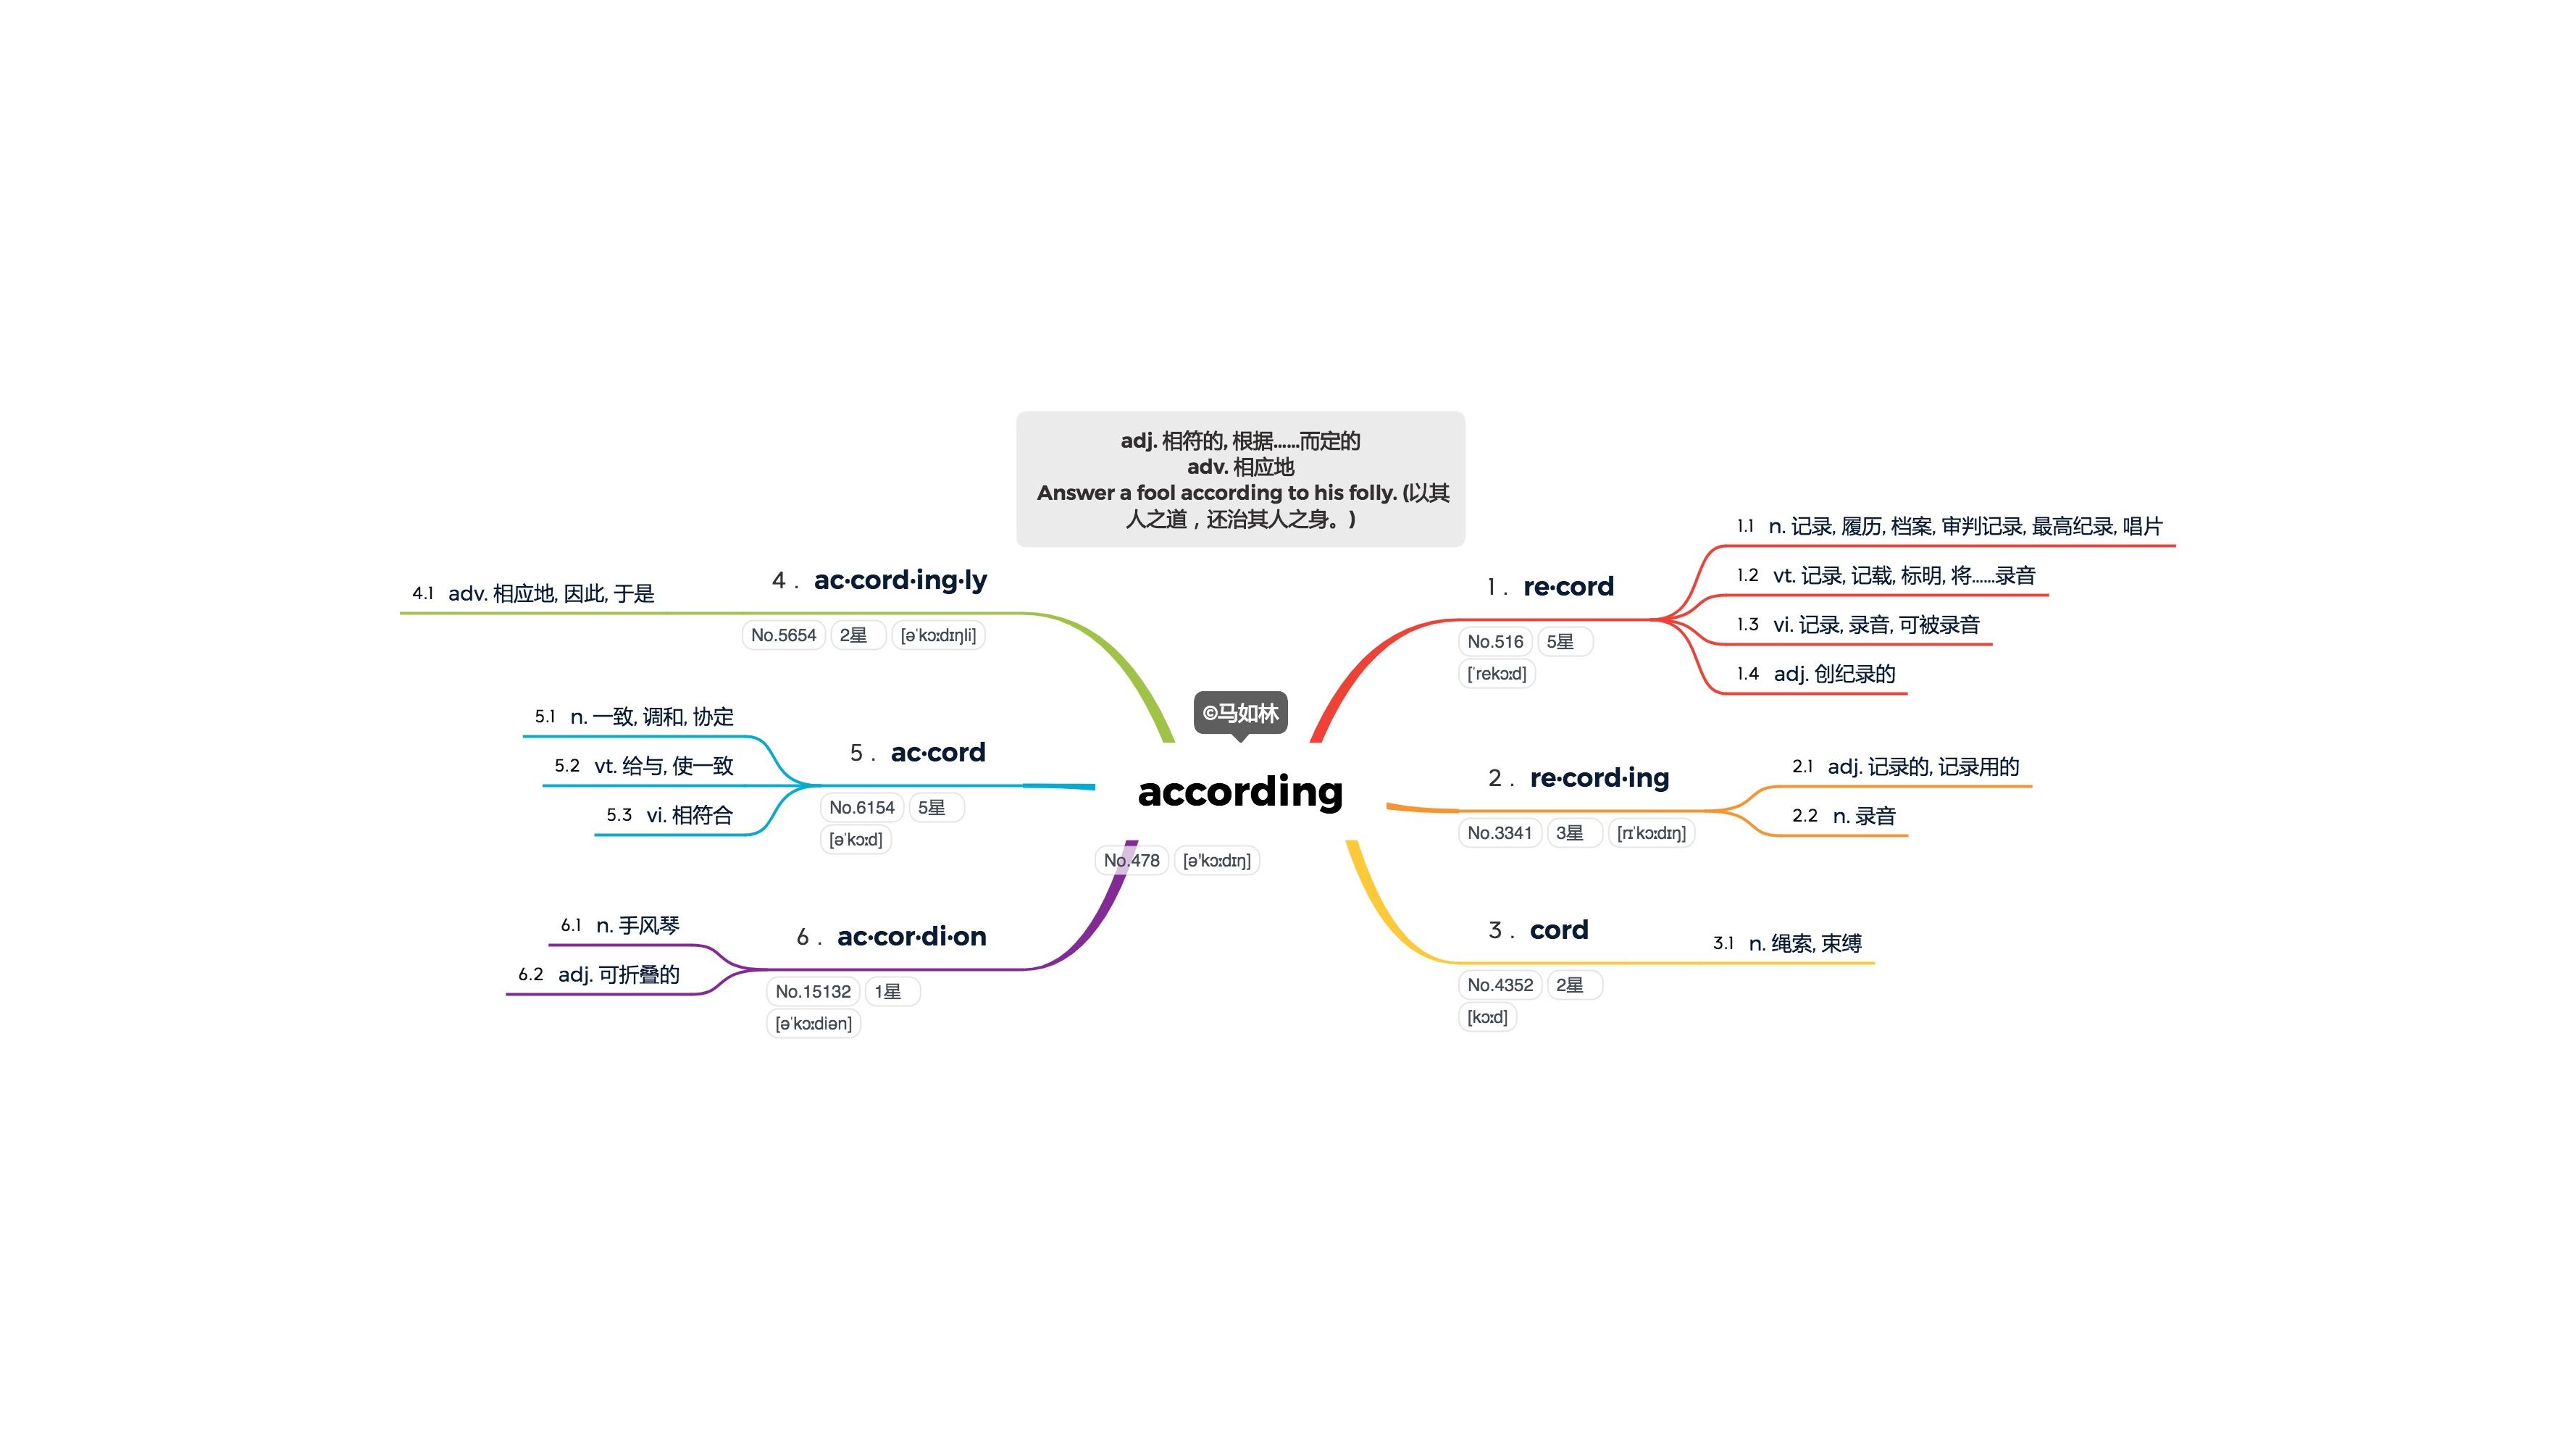 adj. 相符的, 根据......而定的
adv. 相应地
Answer a fool according to his folly. (以其
人之道，还治其人之身。)
©马如林
according
No.478 [ə'kɔːdɪŋ]
1 . re·cord
No.516 5星
[ˈrekɔːd]
1.1 n. 记录, 履历, 档案, 审判记录, 最高纪录, 唱片
1.2 vt. 记录, 记载, 标明, 将......录音
1.3 vi. 记录, 录音, 可被录音
1.4 adj. 创纪录的
2 . re·cord·ing
No.3341 3星 [rɪˈkɔːdɪŋ]
2.1 adj. 记录的, 记录用的
2.2 n. 录音
3 . cord
No.4352 2星
[kɔːd]
3.1 n. 绳索, 束缚
4 . ac·cord·ing·ly
No.5654 2星 [əˈkɔːdɪŋli]
4.1 adv. 相应地, 因此, 于是
5 . ac·cord
No.6154 5星
[əˈkɔːd]
5.1 n. 一致, 调和, 协定
5.2 vt. 给与, 使一致
5.3 vi. 相符合
6 . ac·cor·di·on
No.15132 1星
[əˈkɔːdiən]
6.1 n. 手风琴
6.2 adj. 可折叠的